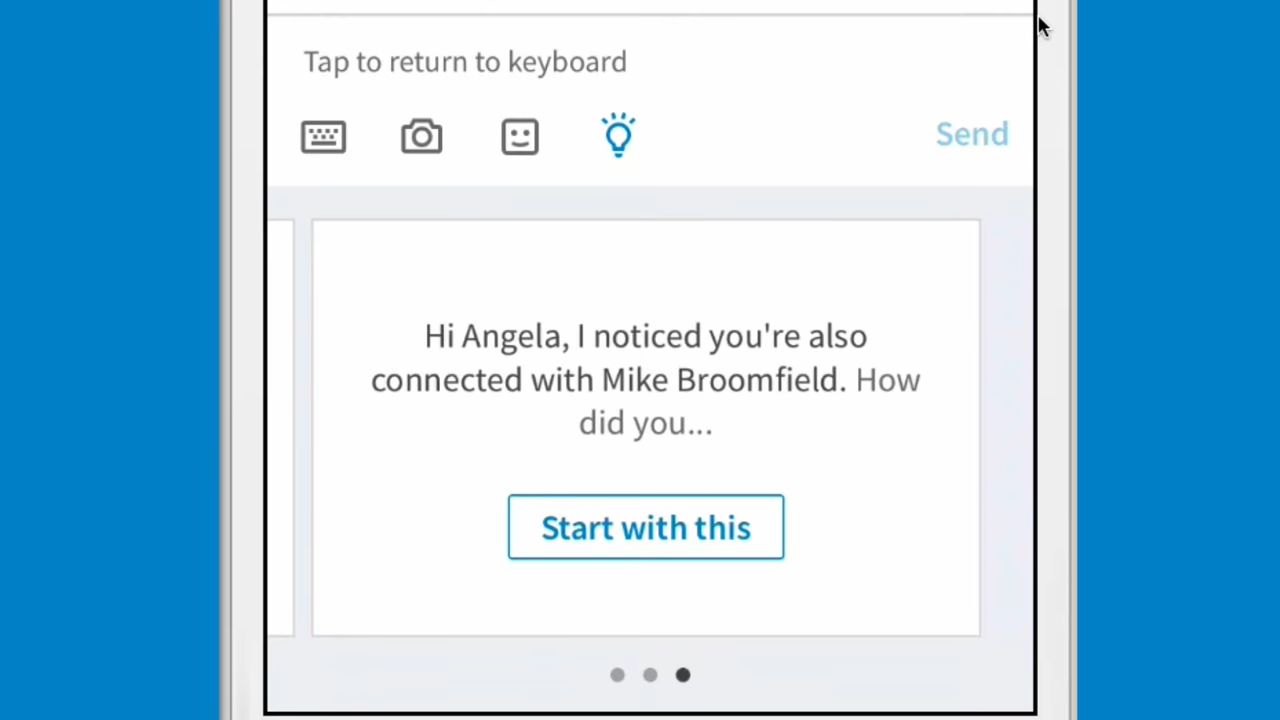 Tap to return to keyboard
Send
Hi Angela, I noticed you're also
connected with Mike Broomfield. How
did you...
Start with this